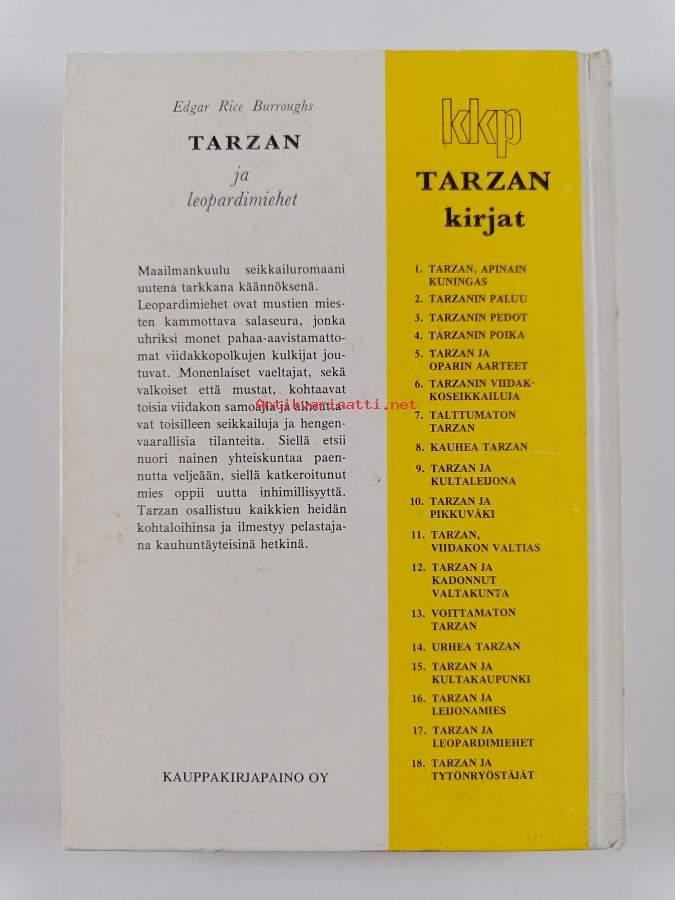 Edgar Rice Burroughs
TARZAN
ja
leopardimiehet
Maailmankuulu seikkailuromaani
uutena tarkkana käännöksenä.
Leopardimiehet ovat mustien mies-
ten kammottava salaseura, jonka
uhriksi monet pahaa-aavistamatto-
mat viidakkopolkujen kulkijat jou-
tuvat. Monenlaiset vaeltajat, sekä
valkoiset että mustat, kohtaavat
toisia viidakon samoajia ja aiheutta-
vat toisilleen seikkailuja ja hengen-
vaarallisia tilanteita. Siellä etsii
nuori nainen yhteiskuntaa paen-
nutta veljeään, siellä katkeroitunut
mies oppii uutta inhimillisyyttä.
Tarzan osallistuu kaikkien heidän
kohtaloihinsa ja ilmestyy pelastaja-
na kauhuntäyteisinä hetkinä.
Antikvariaatti.net
KAUPPAKIRJAPAINO OY
kkp
TARZAN
kirjat
1. TARZAN, APINAIN
KUNINGAS
2. TARZANIN PALUU
3. TARZANIN PEDOT
4. TARZANIN POIKA
5. TARZAN JA
OPARIN AARTEET
6. TARZANIN VIIDAK-
KOSEIKKAILUJA
7. TALTTUMATON
TARZAN
8. KAUHEA TARZAN
9. TARZAN JA
KULTALEIJONA
10. TARZAN JA
PIKKUVÄKI
11. TARZAN,
VIIDAKON VALTIAS
12. TARZAN JA
KADONNUT
VALTAKUNTA
13. VOITTAMATON
TARZAN
14. URHEA TARZAN
15. TARZAN JA
KULTAKAUPUNKI
16. TARZAN JA
LEIJONAMIES
17. TARZAN JA
LEOPARDIMIEHET
18. TARZAN JA
TYTÖNRYÖSTÄJÄT